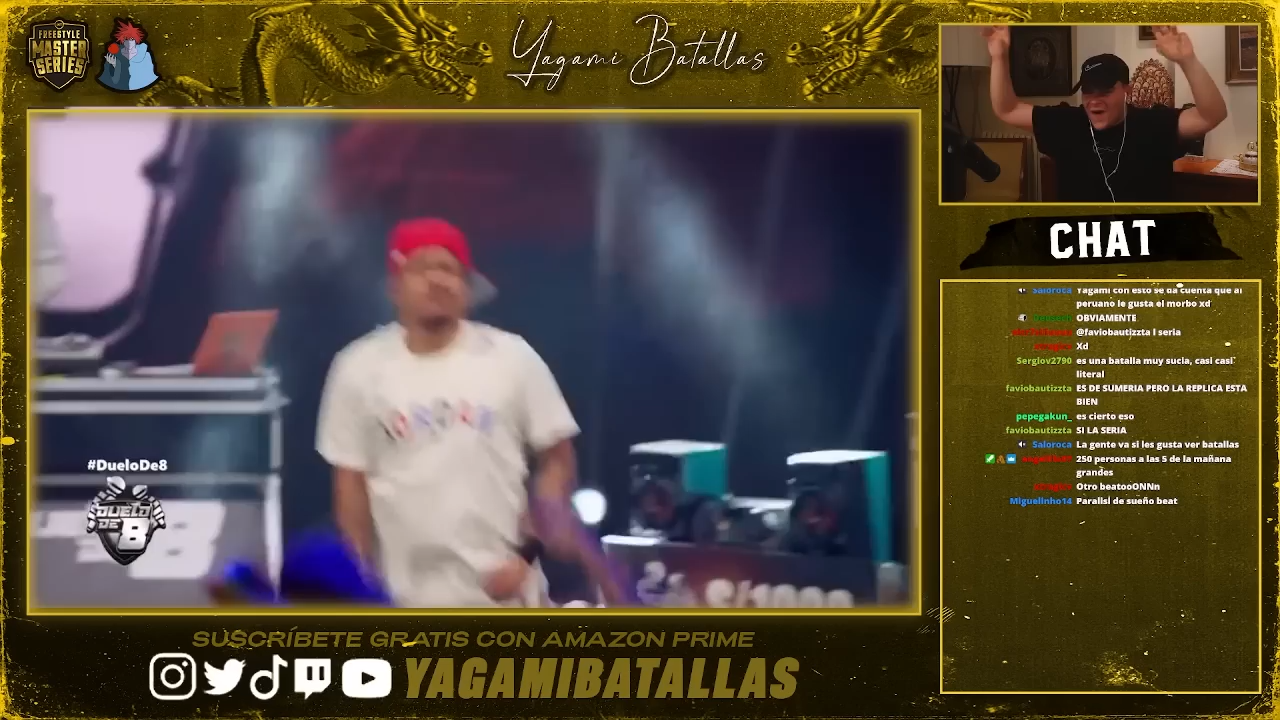 FREESTYLE
MASTER
SERIES
Yagami Batallas
CHAT
Saioroca Yagami con esto se da cuenta que al
peruano le gusta el morbo xd
OBVIAMENTE
@faviobautizzta i seria
Xd
Sergiov2790 es una batalla muy sucia, casi casi
literal
faviobautizzta ES DE SUMERIA PERO LA REPLICA ESTA
BIEN
pepegakun_ es cierto eso
faviobautizzta SI LA SERIA
Saioroca La gente va si les gusta ver batallas
250 personas a las 5 de la mañana
grandes
Otro beatooONNn
Miguelinho14 Paralisi de sueño beat
#DueloDe8
DUELO
DE 8
S/1000
SUSCRÍBETE GRATIS CON AMAZON PRIME
YAGAMIBATALLAS